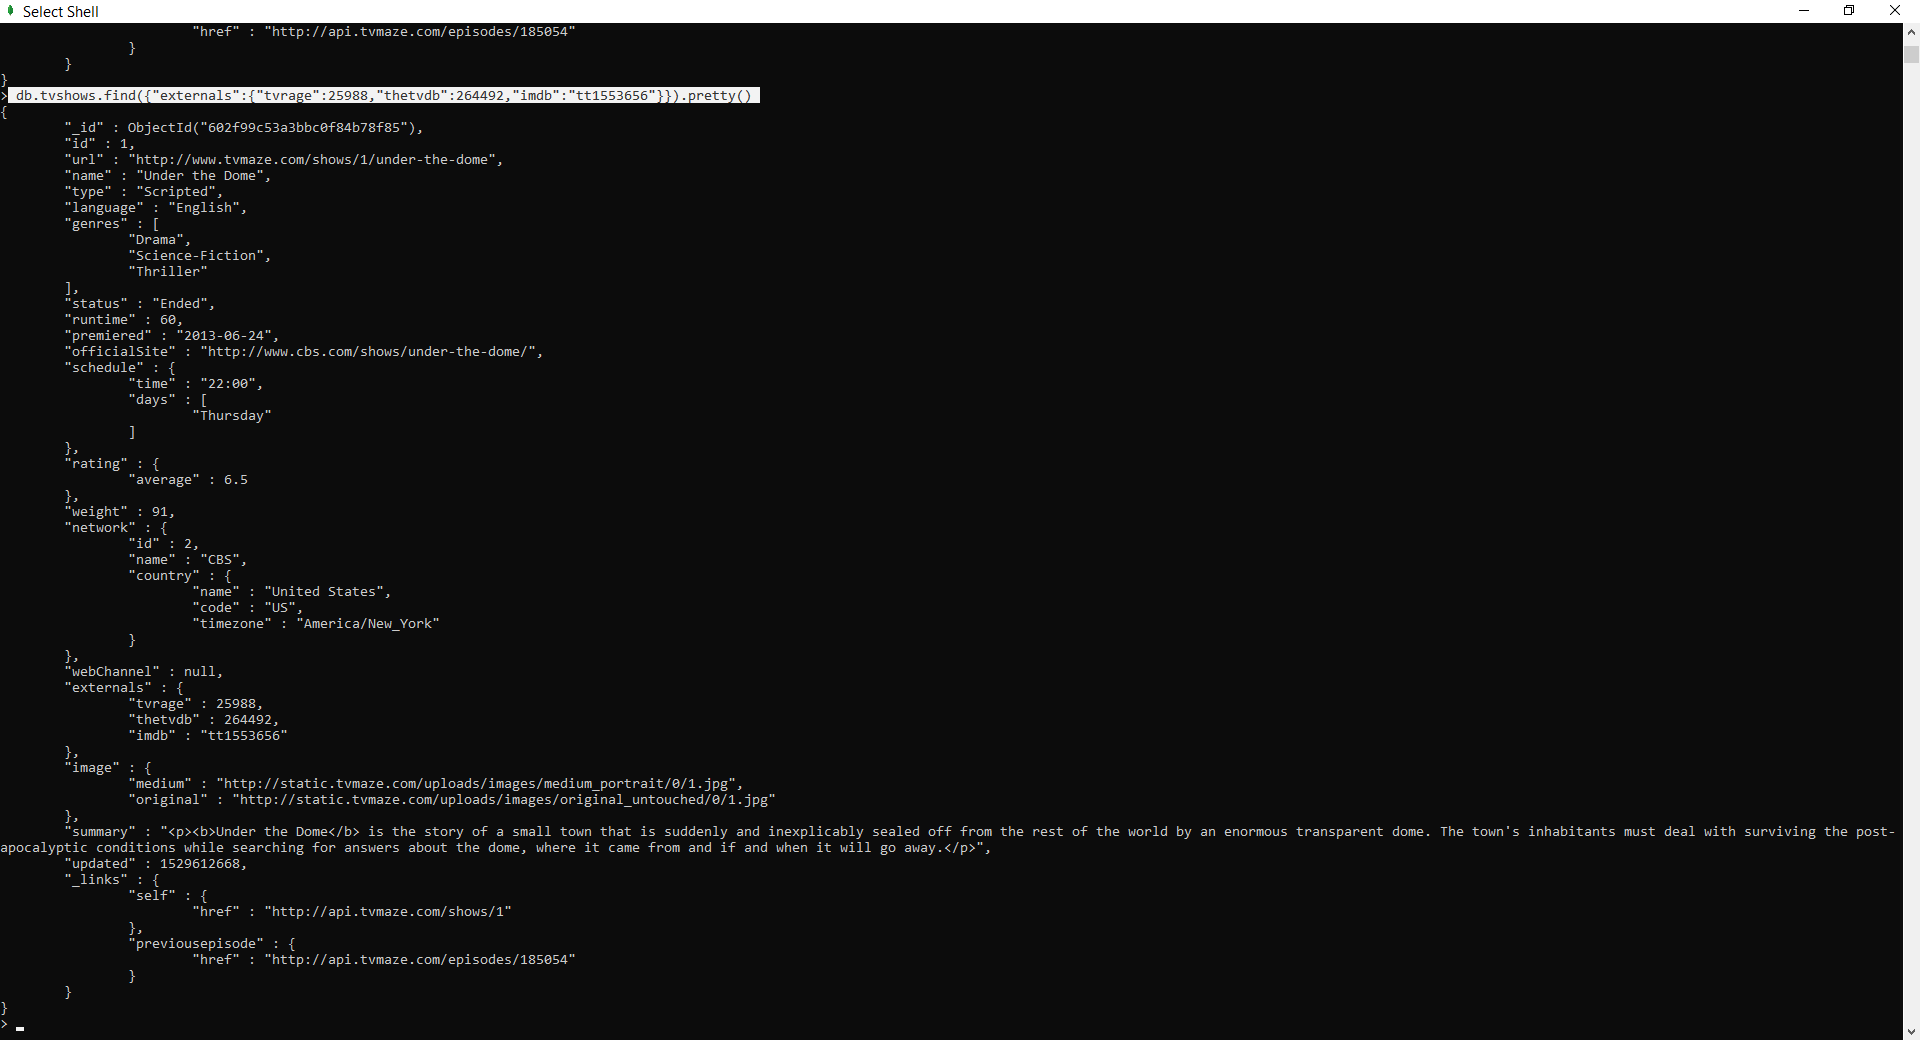 Select Shell
"href" : "http://api.tvmaze.com/episodes/185054"
}
}
}
> db.tvshows.find({"externals":{"tvrage":25988,"thetvdb":264492,"imdb":"tt1553656"}}).pretty()
{
"_id" : ObjectId("602f99c53a3bbc0f84b78f85"),
"id" : 1,
"url" : "http://www.tvmaze.com/shows/1/under-the-dome",
"name" : "Under the Dome",
"type" : "Scripted",
"language" : "English",
"genres" : [
"Drama",
"Science-Fiction",
"Thriller"
],
"status" : "Ended",
"runtime" : 60,
"premiered" : "2013-06-24",
"officialSite" : "http://www.cbs.com/shows/under-the-dome/",
"schedule" : {
"time" : "22:00",
"days" : [
"Thursday"
]
},
"rating" : {
"average" : 6.5
},
"weight" : 91,
"network" : {
"id" : 2,
"name" : "CBS",
"country" : {
"name" : "United States",
"code" : "US",
"timezone" : "America/New_York"
}
},
"webChannel" : null,
"externals" : {
"tvrage" : 25988,
"thetvdb" : 264492,
"imdb" : "tt1553656"
},
"image" : {
"medium" : "http://static.tvmaze.com/uploads/images/medium_portrait/0/1.jpg",
"original" : "http://static.tvmaze.com/uploads/images/original_untouched/0/1.jpg"
},
"summary" : "<p><b>Under the Dome</b> is the story of a small town that is suddenly and inexplicably sealed off from the rest of the world by an enormous transparent dome. The town's inhabitants must deal with surviving the post-
apocalyptic conditions while searching for answers about the dome, where it came from and if and when it will go away.</p>",
"updated" : 1529612668,
"_links" : {
"self" : {
"href" : "http://api.tvmaze.com/shows/1"
},
"previousepisode" : {
"href" : "http://api.tvmaze.com/episodes/185054"
}
}
}
>